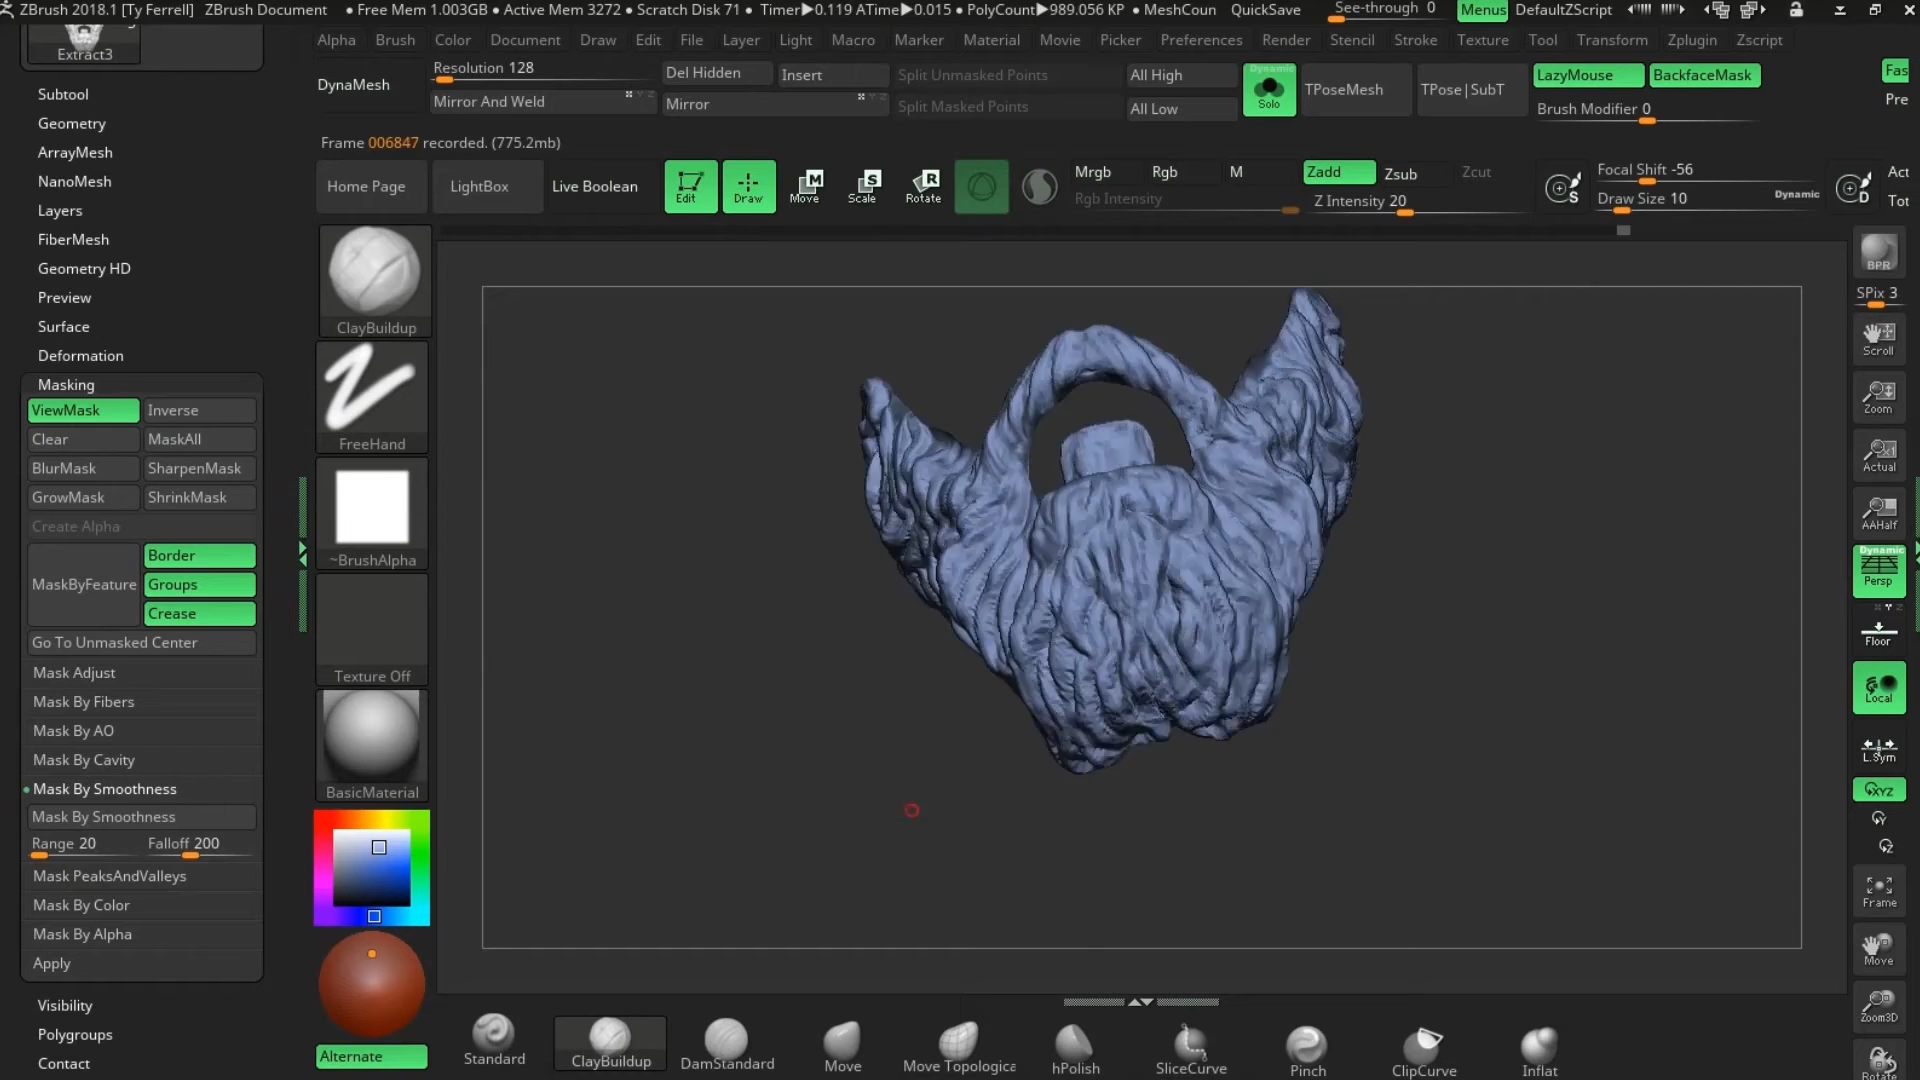 ZBrush 2018.1 [Ty Ferrell]   ZBrush Document   • Free Mem 1.003GB • Active Mem 3272 • Scratch Disk 71 •  Timer▶0.119 ATime▶0.015 • PolyCount▶989.056 KP  • MeshCoun   QuickSave   See-through 0   Menus   DefaultZScript
Alpha Brush Color Document Draw Edit File Layer Light Macro Marker Material Movie Picker Preferences Render Stencil Stroke Texture Tool Transform Zplugin Zscript
Extract3
Subtool
Geometry
ArrayMesh
NanoMesh
Layers
FiberMesh
Geometry HD
Preview
Surface
Deformation
Masking
ViewMask Inverse
Clear MaskAll
BlurMask SharpenMask
GrowMask ShrinkMask
Create Alpha
MaskByFeature
Border
Groups
Crease
Go To Unmasked Center
Mask Adjust
Mask By Fibers
Mask By AO
Mask By Cavity
Mask By Smoothness
Mask By Smoothness
Range 20 Falloff 200
Mask PeaksAndValleys
Mask By Color
Mask By Alpha
Apply
Visibility
Polygroups
Contact
DynaMesh
Resolution 128
Mirror And Weld
Del Hidden Insert
Mirror
Split Unmasked Points
Split Masked Points
All High
All Low
Dynamic
Solo
TPoseMesh
TPose|SubT
LazyMouse BackfaceMask
Brush Modifier 0
Fas
Pre
Frame 006847 recorded. (775.2mb)
Home Page LightBox Live Boolean
Edit
Draw
M
Move
S
Scale
R
Rotate
Mrgb Rgb M
Rgb Intensity
Zadd Zsub Zcut
Z Intensity 20
S
Focal Shift -56
Draw Size 10
Dynamic
D
Act
Tot
ClayBuildup
FreeHand
~BrushAlpha
Texture Off
BasicMaterial
Alternate
BPR
SPix 3
Scroll
Zoom
Actual
AAHalf
Dynamic
Persp
Floor
Local
L.Sym
XYZ
Y
Z
Frame
Move
Zoom3D
Rotate
Standard
ClayBuildup
DamStandard
Move
Move Topologica
hPolish
SliceCurve
Pinch
ClipCurve
Inflat